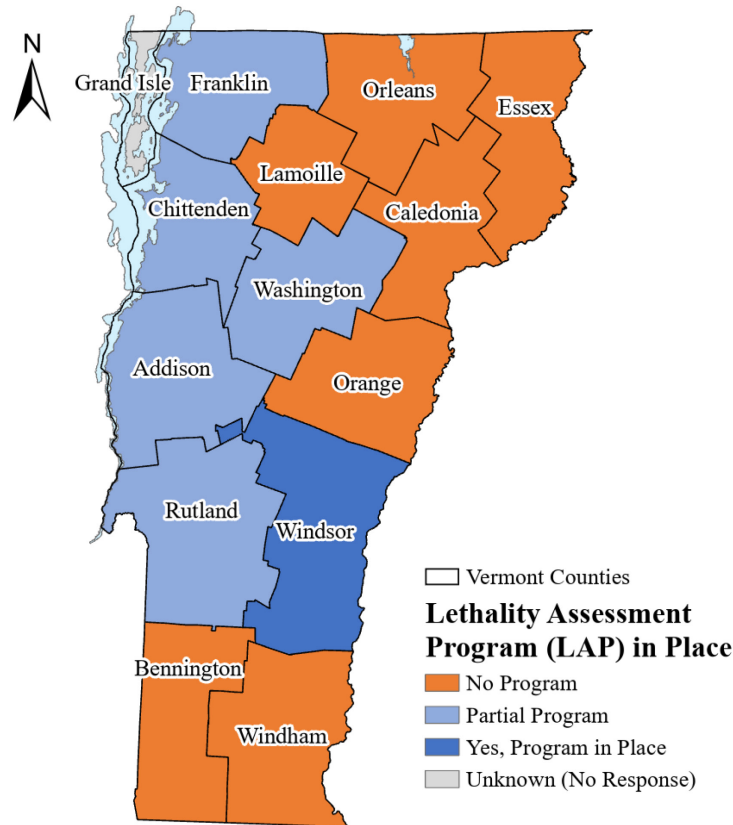 N
Grand Isle
Franklin
Orleans
Essex
Lamoille
Chittenden
Caledonia
Washington
Addison
Orange
Rutland
Windsor
Bennington
Windham
Vermont Counties
Lethality Assessment
Program (LAP) in Place
No Program
Partial Program
Yes, Program in Place
Unknown (No Response)